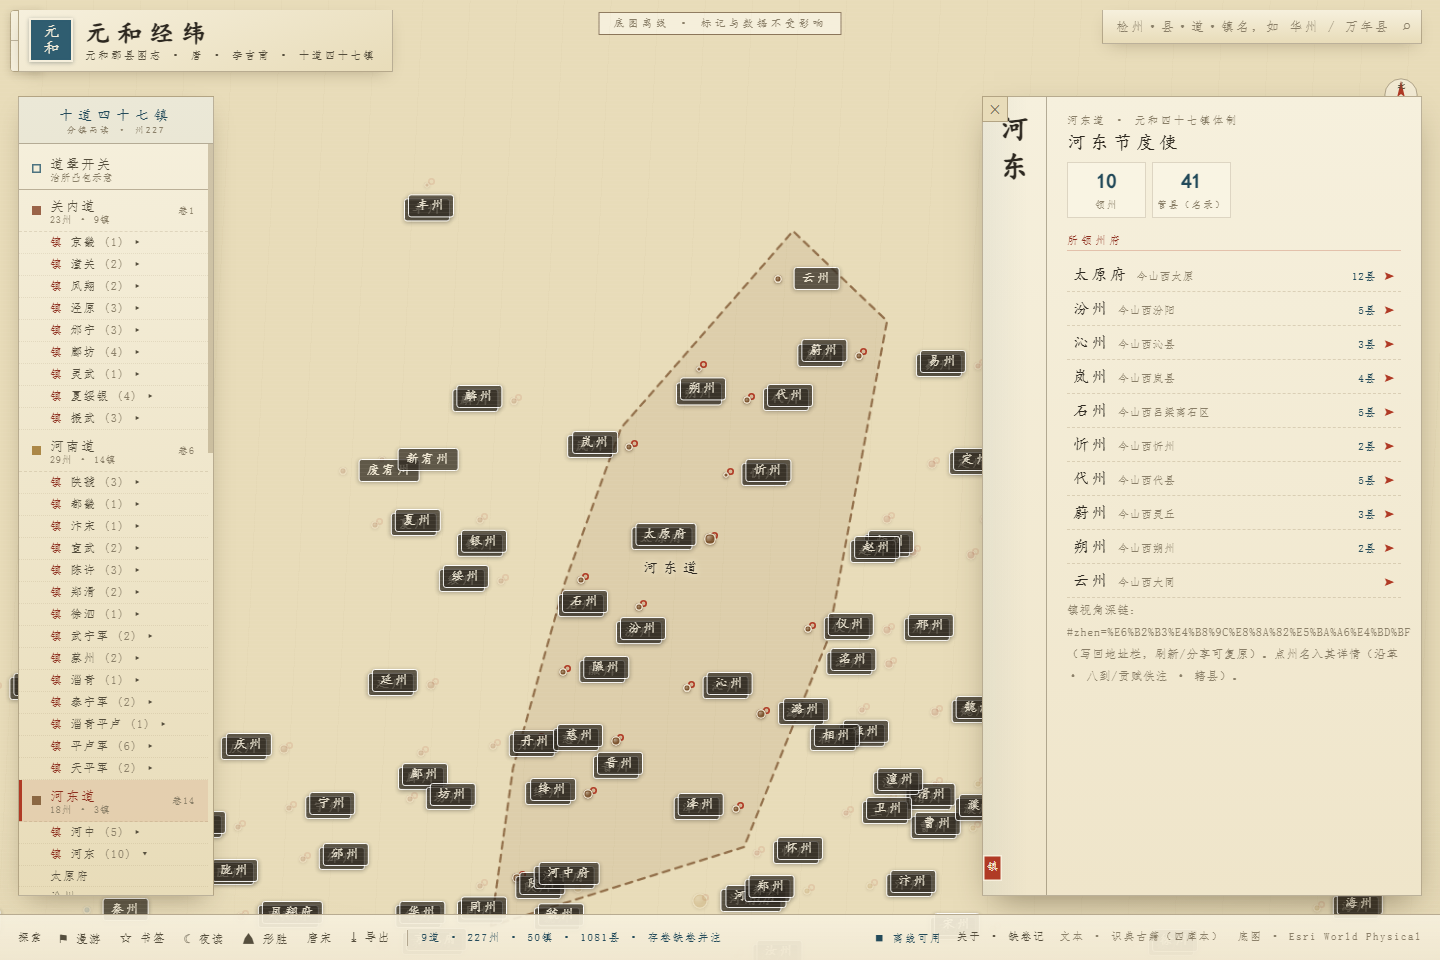 元和
元和经纬
元和郡县图志 • 唐 • 李吉甫 • 十道四十七镇
底图离线 • 标记与数据不受影响
检州•县•道•镇名，如 华州 / 万年县
十道四十七镇
分镇而读 • 州227
道晕开关
治所凸包示意
关内道 卷1
23州 • 9镇
镇 京畿 (1) ▸
镇 潼关 (2) ▸
镇 凤翔 (2) ▸
镇 泾原 (3) ▸
镇 邠宁 (3) ▸
镇 鄜坊 (4) ▸
镇 灵武 (1) ▸
镇 夏绥银 (4) ▸
镇 振武 (3) ▸
河南道 卷6
29州 • 14镇
镇 陕虢 (3) ▸
镇 都畿 (1) ▸
镇 汴宋 (1) ▸
镇 宣武 (2) ▸
镇 陈许 (3) ▸
镇 郑滑 (2) ▸
镇 徐泗 (1) ▸
镇 武宁军 (2) ▸
镇 蔡州 (2) ▸
镇 淄青 (1) ▸
镇 泰宁军 (2) ▸
镇 淄青平卢 (1) ▸
镇 平卢军 (6) ▸
镇 天平军 (2) ▸
河东道 卷14
18州 • 3镇
镇 河中 (5) ▸
镇 河东 (10) ▾
太原府
丰州
云州
蔚州
易州
朔州
代州
麟州
岚州
新宥州
废宥州
忻州
定州
夏州
银州
太原府
赵州
河东道
绥州
石州
汾州
仪州
邢州
洺州
隰州
延州
沁州
潞州
魏
相州
庆州
丹州
慈州
晋州
鄜州
坊州
绛州
泽州
澶州
滑州
卫州
濮
曹州
宁州
邠州
怀州
陇州
河中府
郑州
汴州
秦州
凤翔府
华州
同州
虢州
海州
×
河东
镇
河东道 • 元和四十七镇体制
河东节度使
10
领州
41
管县（名录）
所领州府
太原府 今山西太原 12县 ➤
汾州 今山西汾阳 5县 ➤
沁州 今山西沁县 3县 ➤
岚州 今山西岚县 4县 ➤
石州 今山西吕梁离石区 5县 ➤
忻州 今山西忻州 2县 ➤
代州 今山西代县 5县 ➤
蔚州 今山西灵丘 3县 ➤
朔州 今山西朔州 2县 ➤
云州 今山西大同 ➤
镇视角深链：
#zhen=%E6%B2%B3%E4%B8%9C%E8%8A%82%E5%BA%A6%E4%BD%BF
（写回地址栏，刷新/分享可复原）。点州名入其详情（沿革
• 八到/贡赋佚注 • 辖县）。
探索 ⚑ 漫游 ☆ 书签 ☾ 夜读 ▲ 形胜 唐宋 ⤓ 导出 9道 • 227州 • 50镇 • 1081县 • 存卷缺卷并注
■ 离线可用 关于 • 缺卷记 文本 • 识典古籍（四库本） 底图 • Esri World Physical